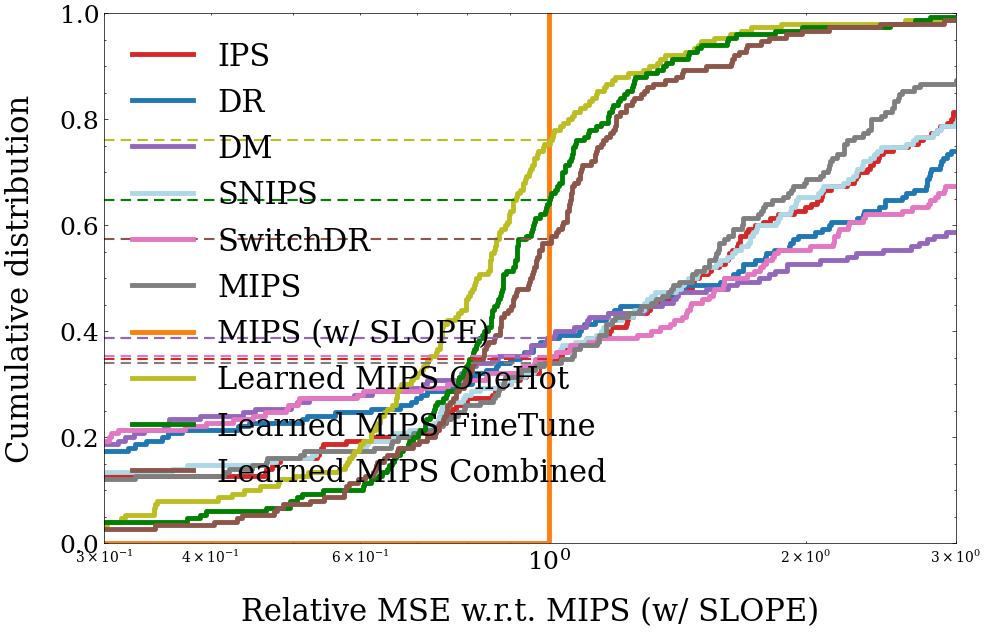 Cumulative distribution
1.0
0.8
0.6
0.4
0.2
0.0
IPS
DR
DM
SNIPS
SwitchDR
MIPS
MIPS (w/ SLOPE)
Learned MIPS OneHot
Learned MIPS FineTune
Learned MIPS Combined
3 × 10⁻¹ 4 × 10⁻¹ 6 × 10⁻¹ 10⁰ 2 × 10⁰ 3 × 10⁰
Relative MSE w.r.t. MIPS (w/ SLOPE)